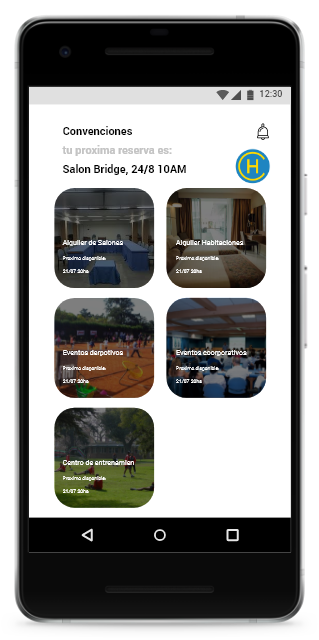 12:30
Convenciones
tu proxima reserva es:
Salon Bridge, 24/8 10AM
H
Alquiler de Salones
Proximo disponible:
21/07 20hs
Alquiler Habitaciones
Proximo disponible:
21/07 20hs
Eventos derpotivos
Proximo disponible:
21/07 20hs
Eventos coorporativos
Proximo disponible:
21/07 20hs
Centro de entrenamien
Proximo disponible:
21/07 20hs